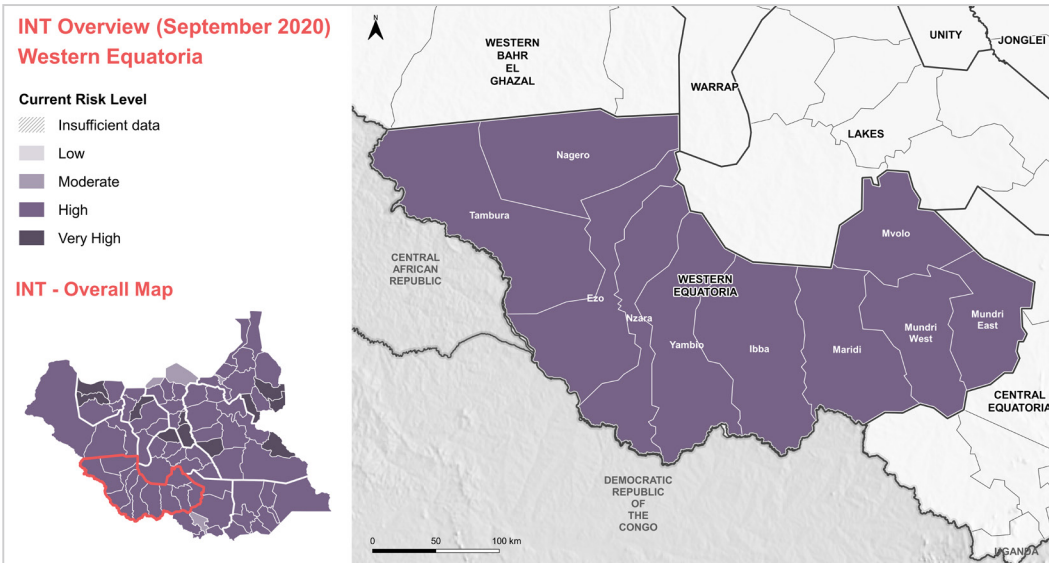 INT Overview (September 2020)
Western Equatoria
Current Risk Level
Insufficient data
Low
Moderate
High
Very High
INT - Overall Map
N
WESTERN
BAHR
EL
GHAZAL
UNITY
JONGLEI
WARRAP
LAKES
Nagero
Tambura
Mvolo
CENTRAL
AFRICAN
REPUBLIC
WESTERN
EQUATORIA
Ezo
Nzara
Yambio
Ibba
Maridi
Mundri
West
Mundri
East
CENTRAL
EQUATORIA
DEMOCRATIC
REPUBLIC
OF
THE
CONGO
UGANDA
0 50 100 km